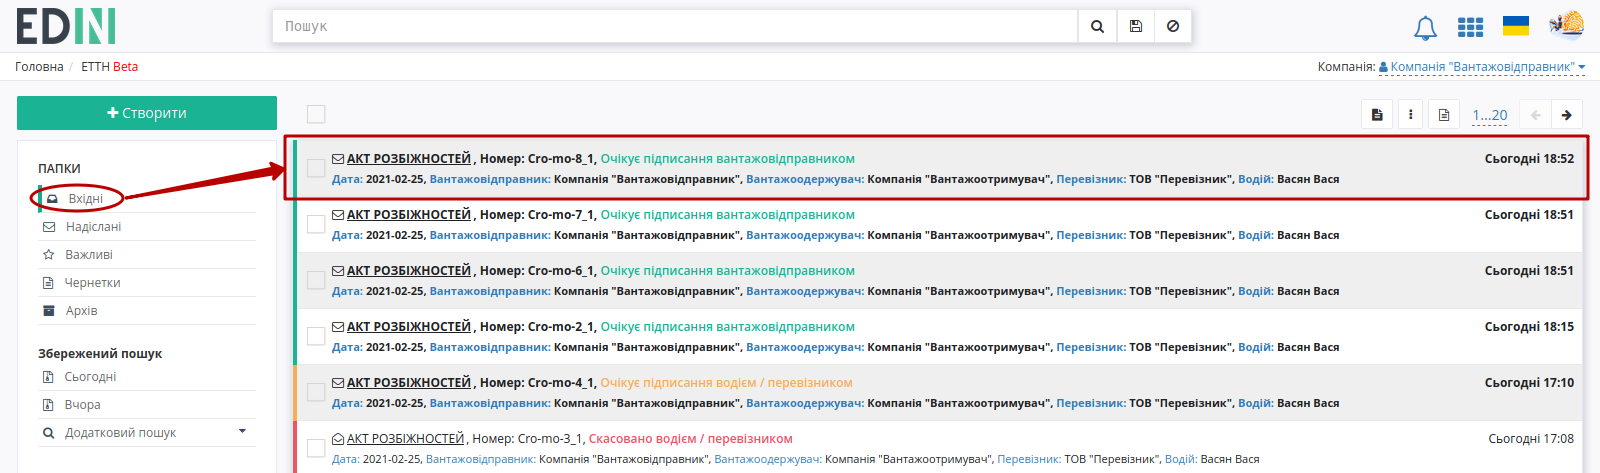 EDIN
Пошук
Головна / ЕТТН Beta
Компанія: Компанія "Вантажовідправник"
Створити
1...20
ПАПКИ
Вхідні
Надіслані
Важливі
Чернетки
Архів
Збережений пошук
Сьогодні
Вчора
Додатковий пошук
АКТ РОЗБІЖНОСТЕЙ , Номер: Cro-mo-8_1, Очікує підписання вантажовідправником Сьогодні 18:52
Дата: 2021-02-25, Вантажовідправник: Компанія "Вантажовідправник", Вантажоодержувач: Компанія "Вантажоотримувач", Перевізник: ТОВ "Перевізник", Водій: Васян Вася
АКТ РОЗБІЖНОСТЕЙ , Номер: Cro-mo-7_1, Очікує підписання вантажовідправником Сьогодні 18:51
Дата: 2021-02-25, Вантажовідправник: Компанія "Вантажовідправник", Вантажоодержувач: Компанія "Вантажоотримувач", Перевізник: ТОВ "Перевізник", Водій: Васян Вася
АКТ РОЗБІЖНОСТЕЙ , Номер: Cro-mo-6_1, Очікує підписання вантажовідправником Сьогодні 18:51
Дата: 2021-02-25, Вантажовідправник: Компанія "Вантажовідправник", Вантажоодержувач: Компанія "Вантажоотримувач", Перевізник: ТОВ "Перевізник", Водій: Васян Вася
АКТ РОЗБІЖНОСТЕЙ , Номер: Cro-mo-2_1, Очікує підписання вантажовідправником Сьогодні 18:15
Дата: 2021-02-25, Вантажовідправник: Компанія "Вантажовідправник", Вантажоодержувач: Компанія "Вантажоотримувач", Перевізник: ТОВ "Перевізник", Водій: Васян Вася
АКТ РОЗБІЖНОСТЕЙ , Номер: Cro-mo-4_1, Очікує підписання водієм / перевізником Сьогодні 17:10
Дата: 2021-02-25, Вантажовідправник: Компанія "Вантажовідправник", Вантажоодержувач: Компанія "Вантажоотримувач", Перевізник: ТОВ "Перевізник", Водій: Васян Вася
АКТ РОЗБІЖНОСТЕЙ , Номер: Cro-mo-3_1, Скасовано водієм / перевізником Сьогодні 17:08
Дата: 2021-02-25, Вантажовідправник: Компанія "Вантажовідправник", Вантажоодержувач: Компанія "Вантажоотримувач", Перевізник: ТОВ "Перевізник", Водій: Васян Вася